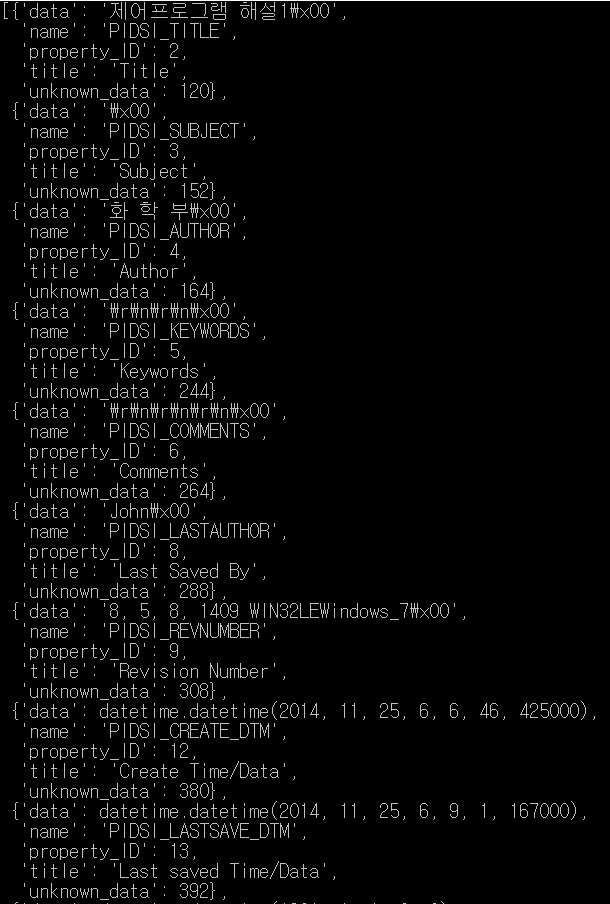 [{'data': '제어프로그램 해설1₩x00',
'name': 'PIDSI_TITLE',
'property_ID': 2,
'title': 'Title',
'unknown_data': 120},
{'data': '₩x00',
'name': 'PIDSI_SUBJECT',
'property_ID': 3,
'title': 'Subject',
'unknown_data': 152},
{'data': '화 학 부₩x00',
'name': 'PIDSI_AUTHOR',
'property_ID': 4,
'title': 'Author',
'unknown_data': 164},
{'data': '₩r₩n₩r₩n₩x00',
'name': 'PIDSI_KEYWORDS',
'property_ID': 5,
'title': 'Keywords',
'unknown_data': 244},
{'data': '₩r₩n₩r₩n₩r₩n₩x00',
'name': 'PIDSI_COMMENTS',
'property_ID': 6,
'title': 'Comments',
'unknown_data': 264},
{'data': 'John₩x00',
'name': 'PIDSI_LASTAUTHOR',
'property_ID': 8,
'title': 'Last Saved By',
'unknown_data': 288},
{'data': '8, 5, 8, 1409 WIN32LEWindows_7₩x00',
'name': 'PIDSI_REVNUMBER',
'property_ID': 9,
'title': 'Revision Number',
'unknown_data': 308},
{'data': datetime.datetime(2014, 11, 25, 6, 6, 46, 425000),
'name': 'PIDSI_CREATE_DTM',
'property_ID': 12,
'title': 'Create Time/Data',
'unknown_data': 380},
{'data': datetime.datetime(2014, 11, 25, 6, 9, 1, 167000),
'name': 'PIDSI_LASTSAVE_DTM',
'property_ID': 13,
'title': 'Last saved Time/Data',
'unknown_data': 392},